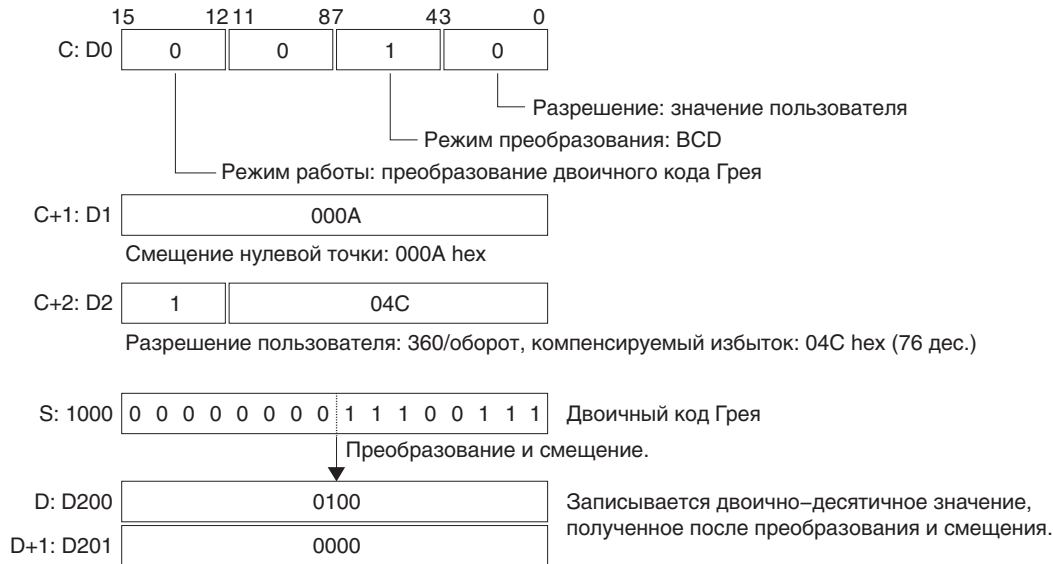 15 12 11 87 43 0
C: D0 0 0 1 0
Разрешение: значение пользователя
Режим преобразования: BCD
Режим работы: преобразование двоичного кода Грея
C+1: D1 000A
Смещение нулевой точки: 000A hex
C+2: D2 1 04C
Разрешение пользователя: 360/оборот, компенсируемый избыток: 04C hex (76 дес.)
S: 1000 0 0 0 0 0 0 0 0 1 1 1 0 0 1 1 1 Двоичный код Грея
Преобразование и смещение.
D: D200 0100 Записывается двоично–десятичное значение,
полученное после преобразования и смещения.
D+1: D201 0000